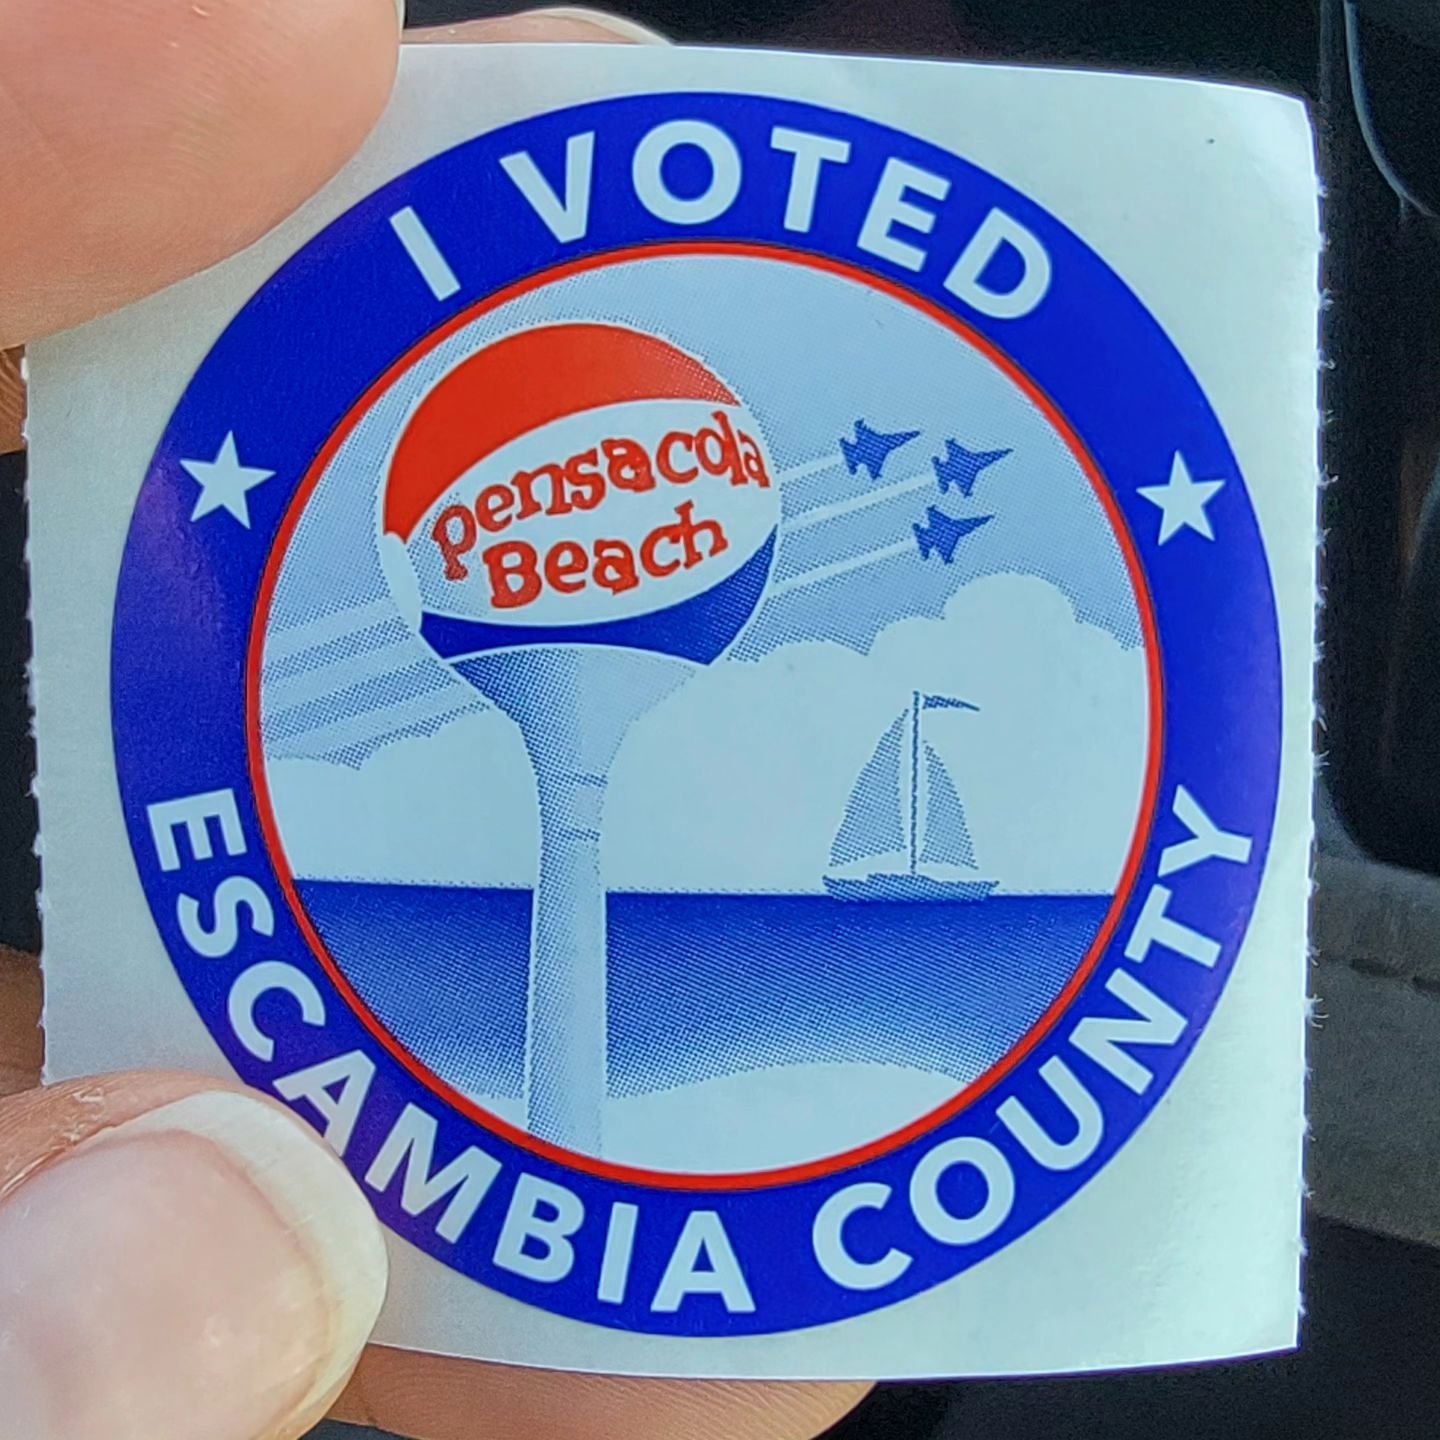 I VOTED
pensacola
Beach
ESCAMBIA COUNTY